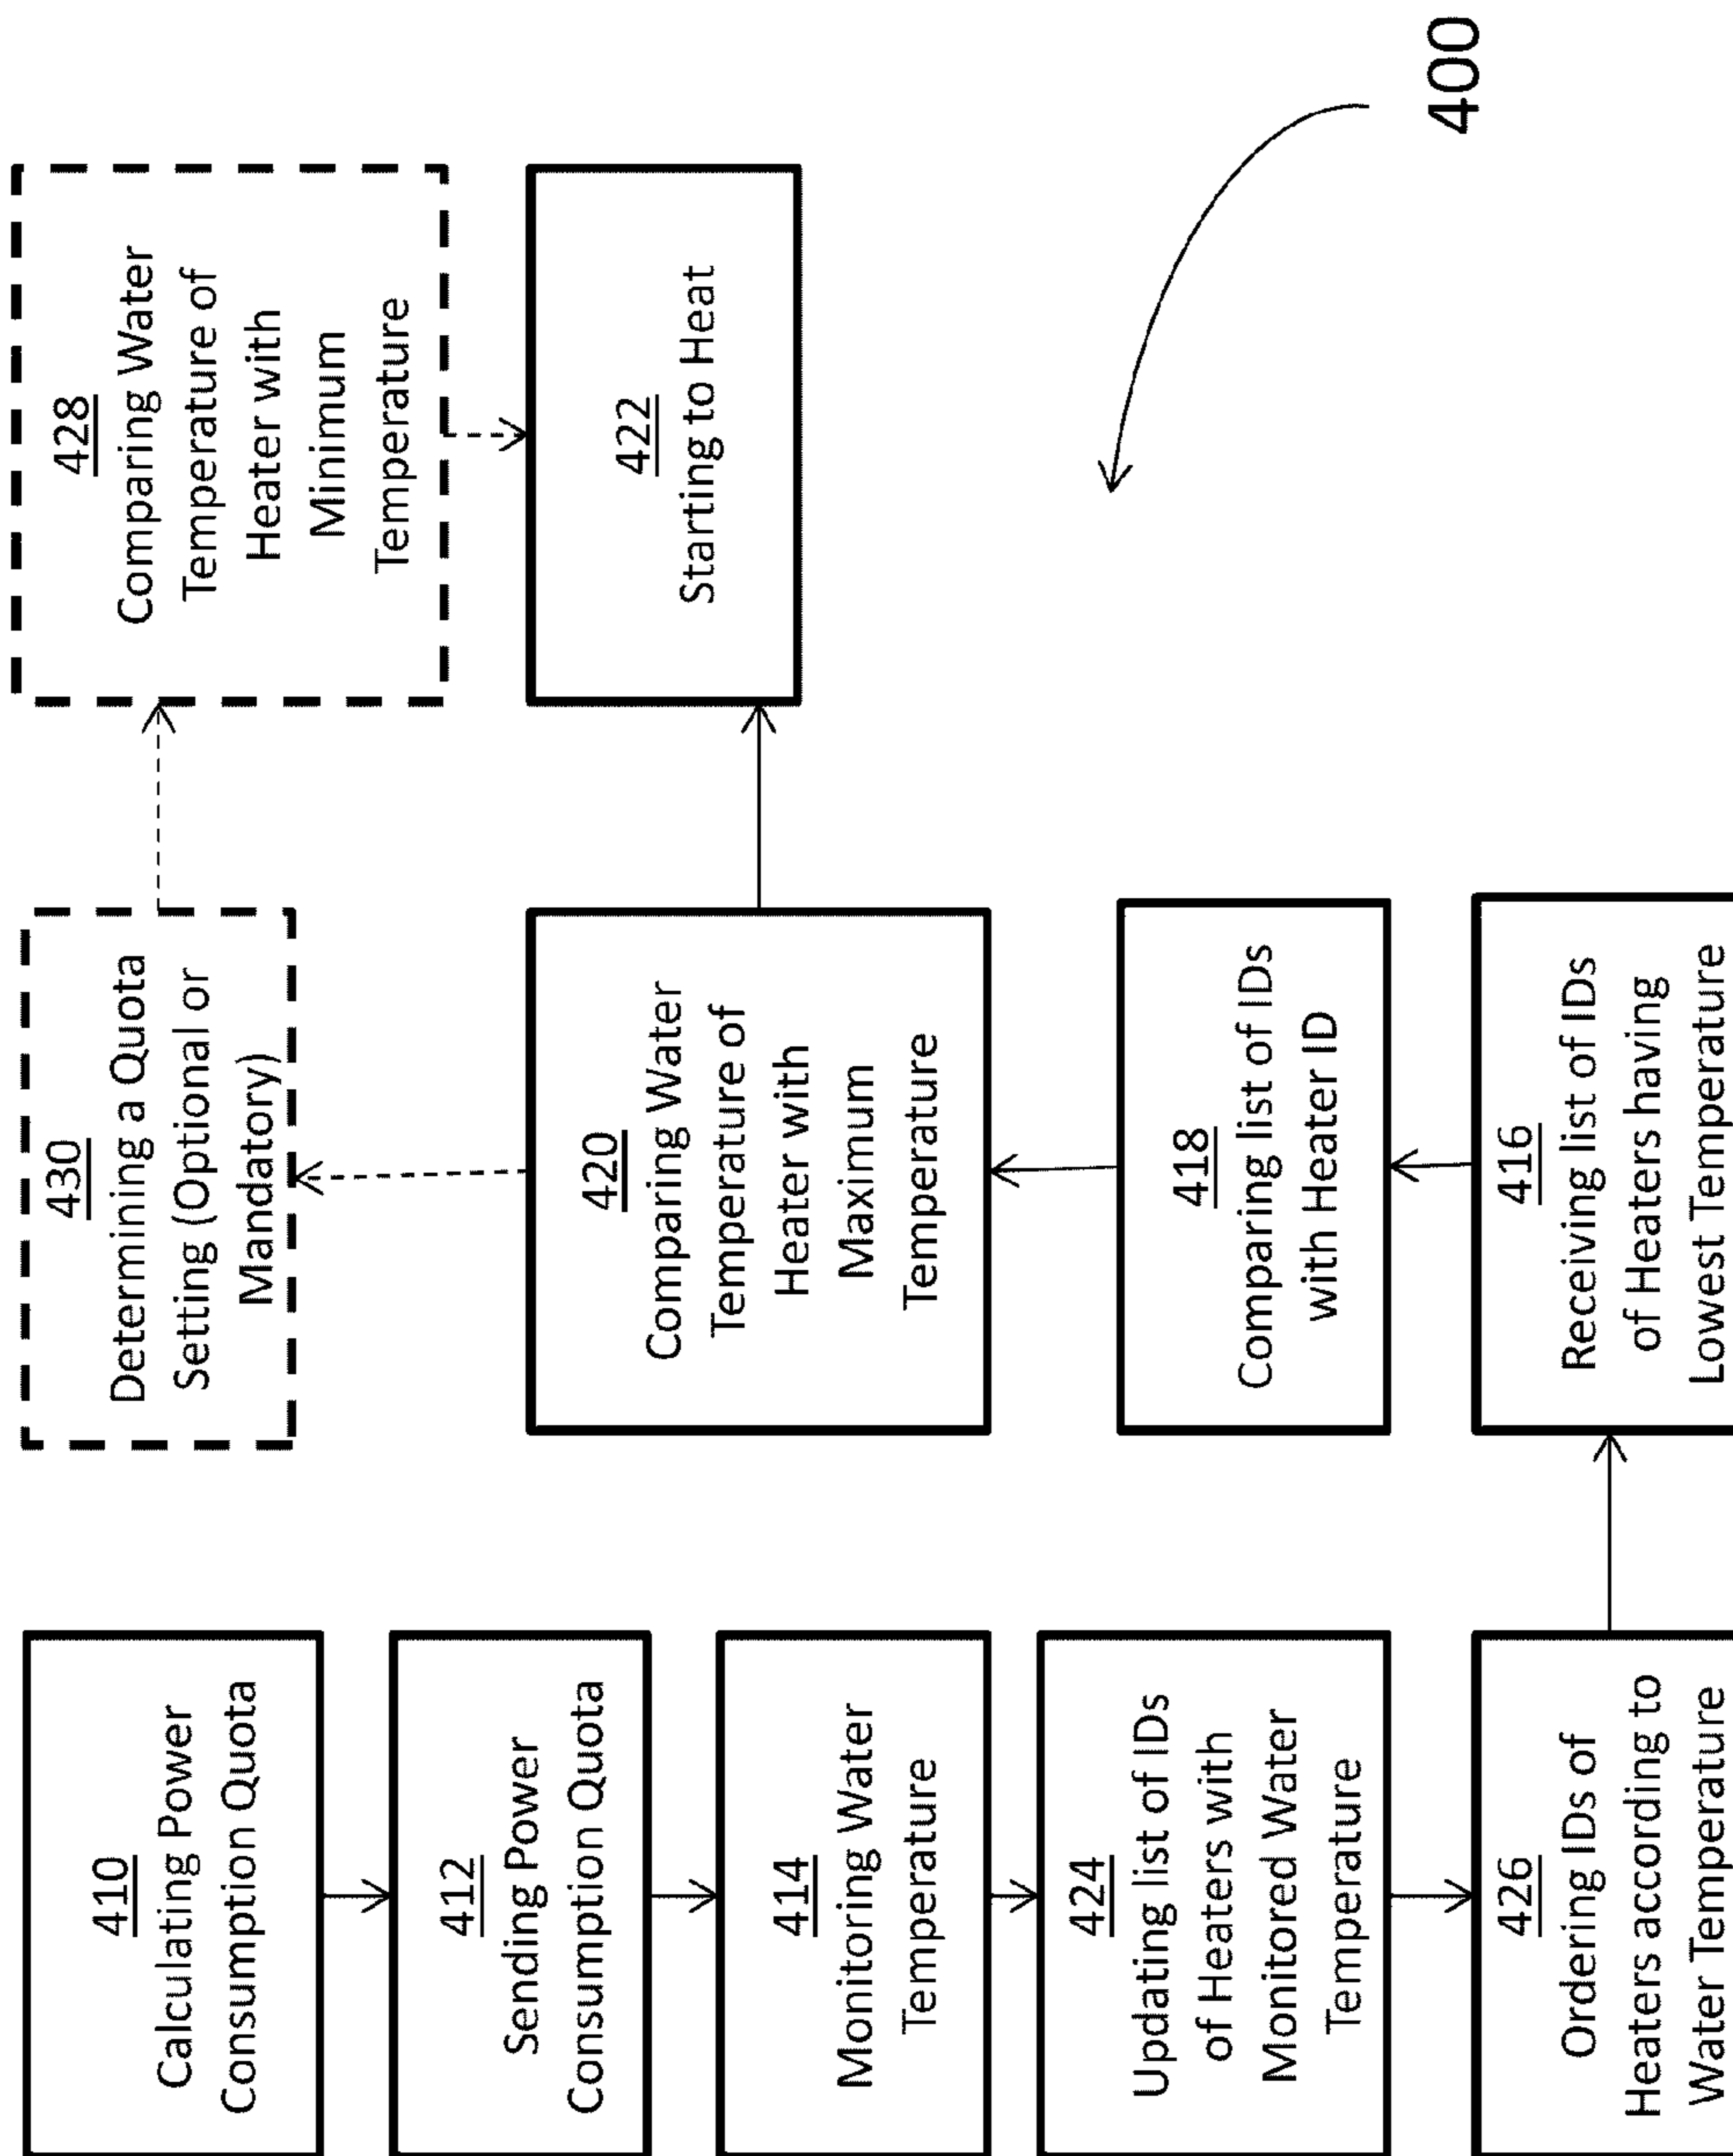 410
Calculating Power
Consumption Quota
412
Sending Power
Consumption Quota
414
Monitoring Water
Temperature
424
Updating list of IDs
of Heaters with
Monitored Water
Temperature
426
Ordering IDs of
Heaters according to
Water Temperature
416
Receiving list of IDs
of Heaters having
Lowest Temperature
418
Comparing list of IDs
with Heater ID
420
Comparing Water
Temperature of
Heater with
Maximum
Temperature
430
Determining a Quota
Setting (Optional or
Mandatory)
428
Comparing Water
Temperature of
Heater with
Minimum
Temperature
422
Starting to Heat
400